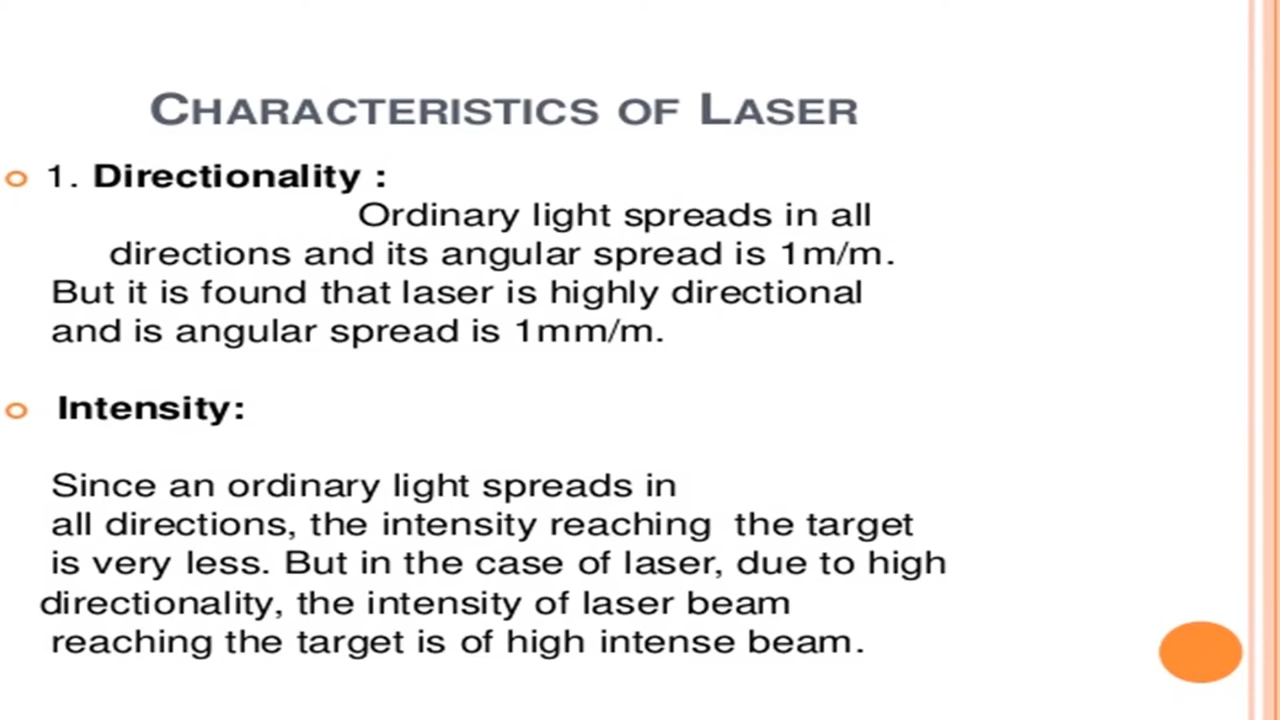 CHARACTERISTICS OF LASER
1. Directionality :
Ordinary light spreads in all
directions and its angular spread is 1m/m.
But it is found that laser is highly directional
and is angular spread is 1mm/m.
Intensity:
Since an ordinary light spreads in
all directions, the intensity reaching the target
is very less. But in the case of laser, due to high
directionality, the intensity of laser beam
reaching the target is of high intense beam.